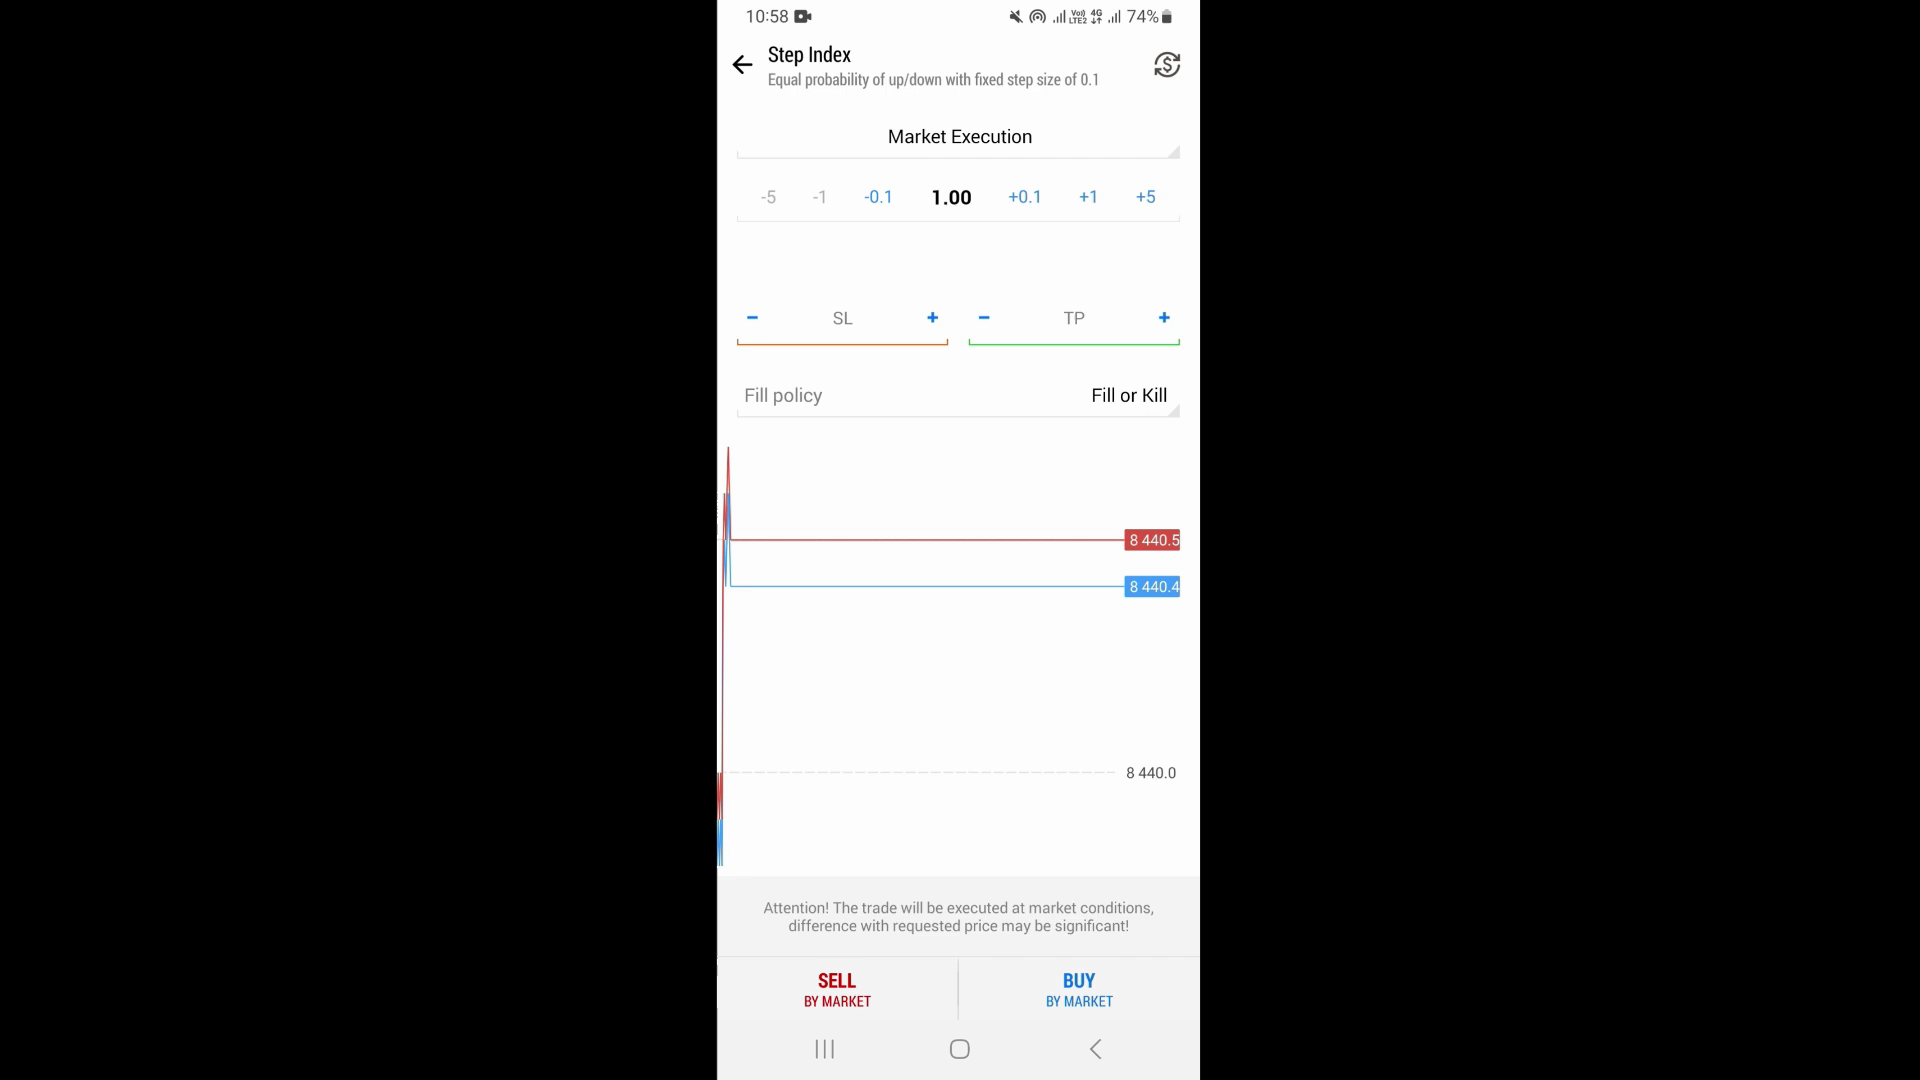 10:58
Vo)) LTE2 4G 74%
Step Index
Equal probability of up/down with fixed step size of 0.1
Market Execution
-5 -1 -0.1 1.00 +0.1 +1 +5
- SL + - TP +
Fill policy Fill or Kill
8 440.5
8 440.4
8 440.0
Attention! The trade will be executed at market conditions,
difference with requested price may be significant!
SELL BUY
BY MARKET BY MARKET